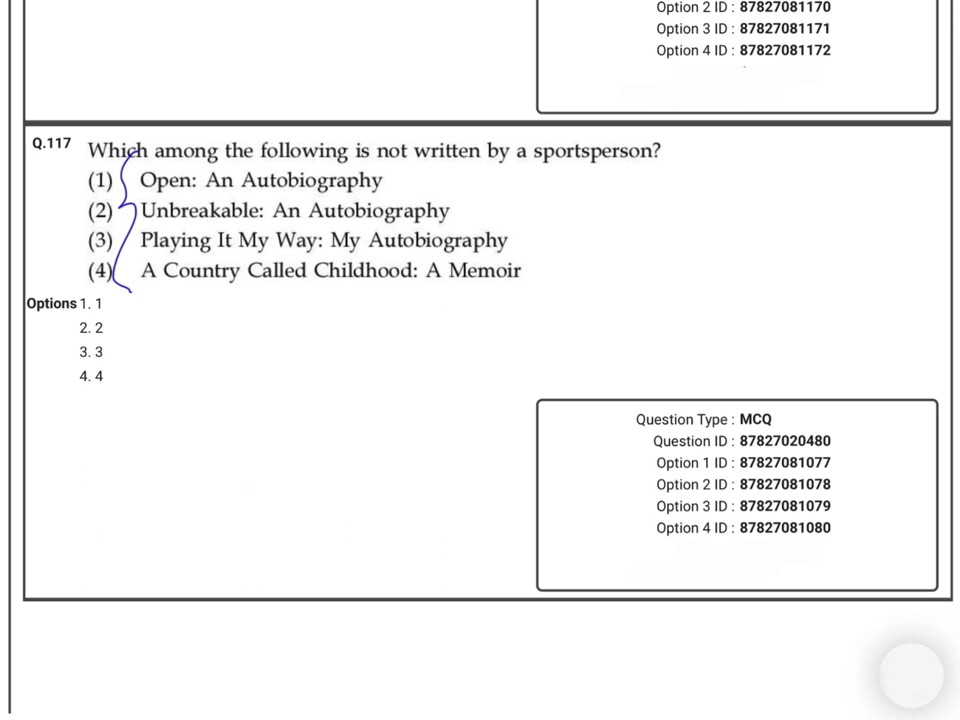 Option 2 ID : 87827081170
Option 3 ID : 87827081171
Option 4 ID : 87827081172
Q.117 Which among the following is not written by a sportsperson?
(1) Open: An Autobiography
(2) Unbreakable: An Autobiography
(3) Playing It My Way: My Autobiography
(4) A Country Called Childhood: A Memoir
Options 1. 1
2. 2
3. 3
4. 4
Question Type : MCQ
Question ID : 87827020480
Option 1 ID : 87827081077
Option 2 ID : 87827081078
Option 3 ID : 87827081079
Option 4 ID : 87827081080